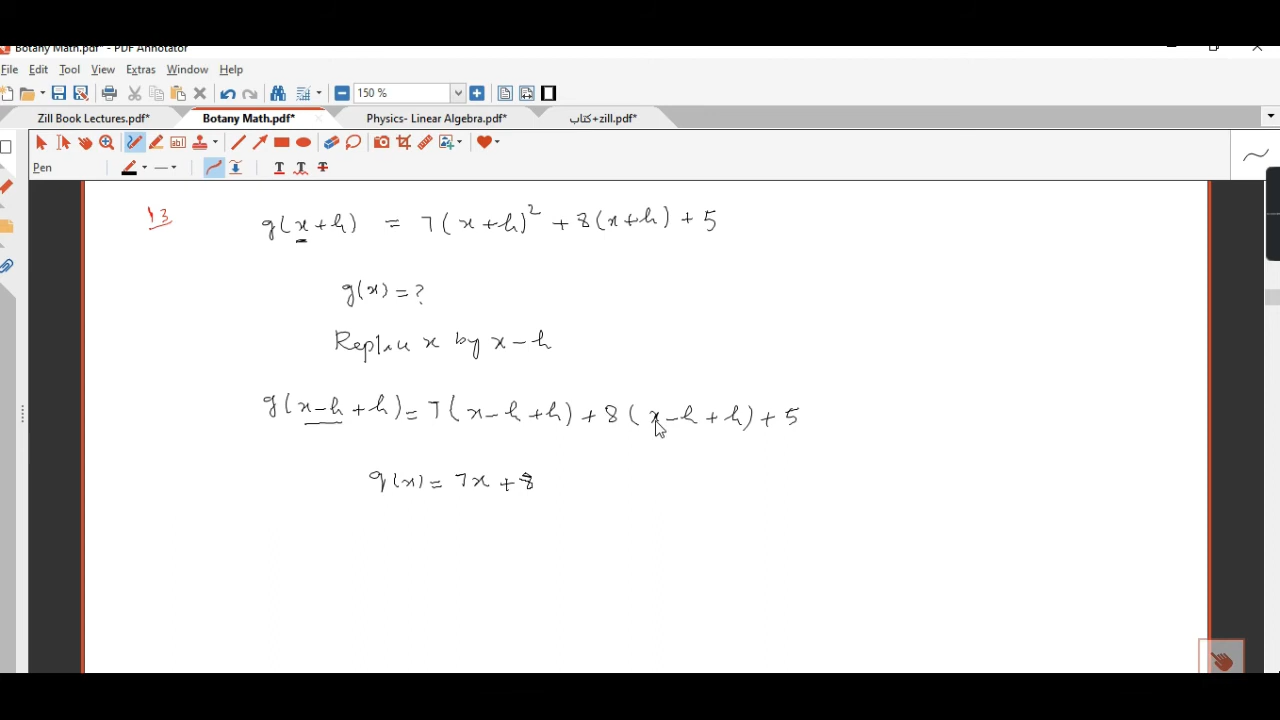 Botany Math.pdf* - PDF Annotator
File Edit Tool View Extras Window Help
150 %
Zill Book Lectures.pdf* Botany Math.pdf* Physics- Linear Algebra.pdf* کتاب+zill.pdf*
Pen
13 g(x+h) = 7(x+h)² + 8(x+h) + 5
g(x) = ?
Replace x by x-h
g(x-h+h) = 7(x-h+h) + 8(x-h+h) + 5
g(x) = 7x + 8